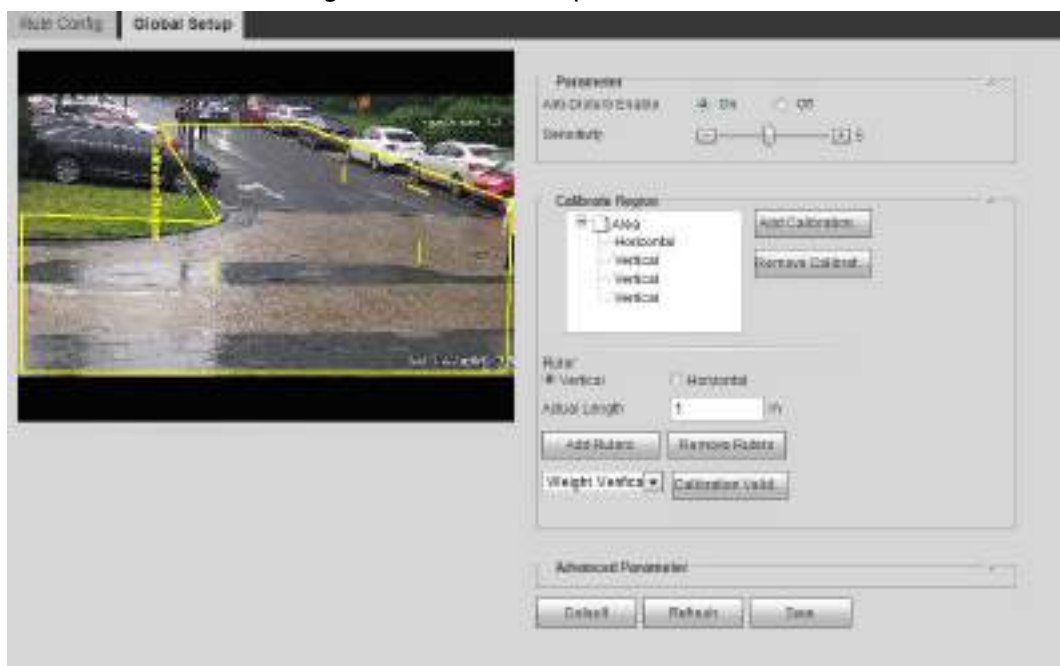 Rule Config Global Setup
Parameter
Anti-Disturb Enable On Off
Sensitivity 5
Calibrate Region
Area
Horizontal
Vertical
Vertical
Vertical
Add Calibration...
Remove Calibrat...
Ruler
Vertical Horizontal
Actual Length 1 m
Add Rulers Remove Rulers
Weight Verifica Calibration Valid...
Advanced Parameter
Default Refresh Save